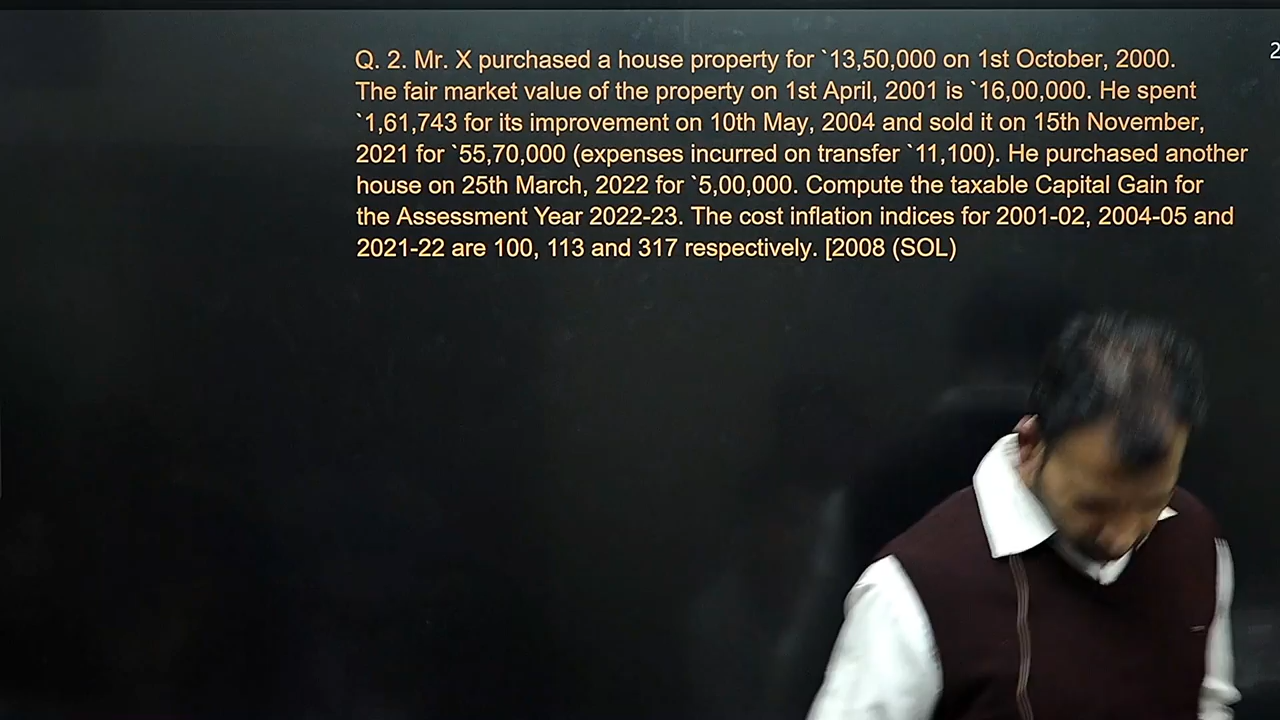 Q. 2. Mr. X purchased a house property for `13,50,000 on 1st October, 2000.
The fair market value of the property on 1st April, 2001 is `16,00,000. He spent
`1,61,743 for its improvement on 10th May, 2004 and sold it on 15th November,
2021 for `55,70,000 (expenses incurred on transfer `11,100). He purchased another
house on 25th March, 2022 for `5,00,000. Compute the taxable Capital Gain for
the Assessment Year 2022-23. The cost inflation indices for 2001-02, 2004-05 and
2021-22 are 100, 113 and 317 respectively. [2008 (SOL)